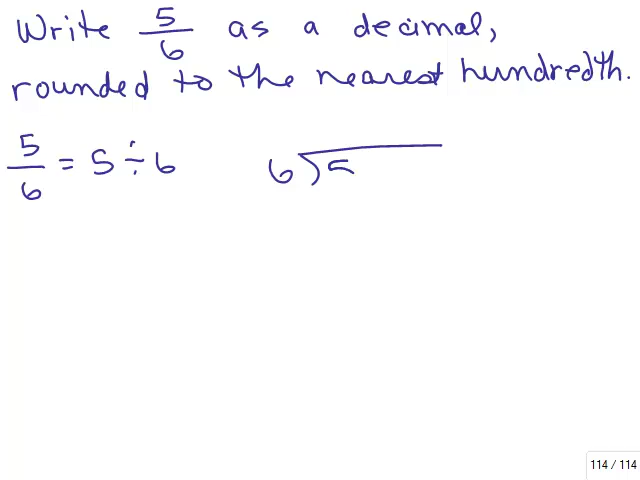 Write 5/6 as a decimal,
rounded to the nearest hundredth.
5/6 = 5 ÷ 6 6)5
114 / 114